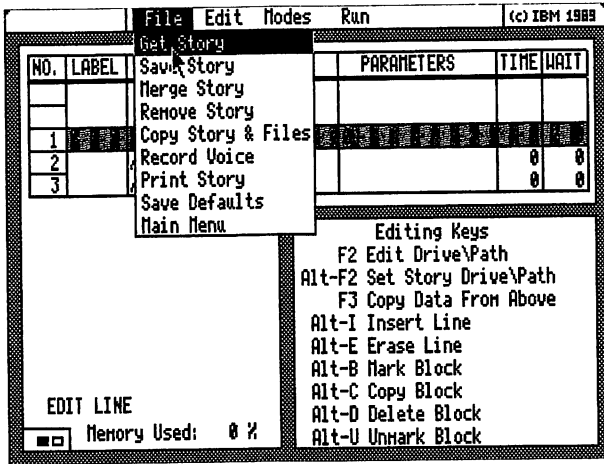 File Edit Modes Run (c) IBM 1989
Get Story
Save Story
Merge Story
Remove Story
Copy Story & Files
Record Voice
Print Story
Save Defaults
Main Menu
NO. LABEL PARAMETERS TIME WAIT
1
2 0 0
3 0 0
Editing Keys
F2 Edit Drive\Path
Alt-F2 Set Story Drive\Path
F3 Copy Data From Above
Alt-I Insert Line
Alt-E Erase Line
Alt-B Mark Block
Alt-C Copy Block
Alt-D Delete Block
Alt-U Unmark Block
EDIT LINE
Memory Used: 0 %